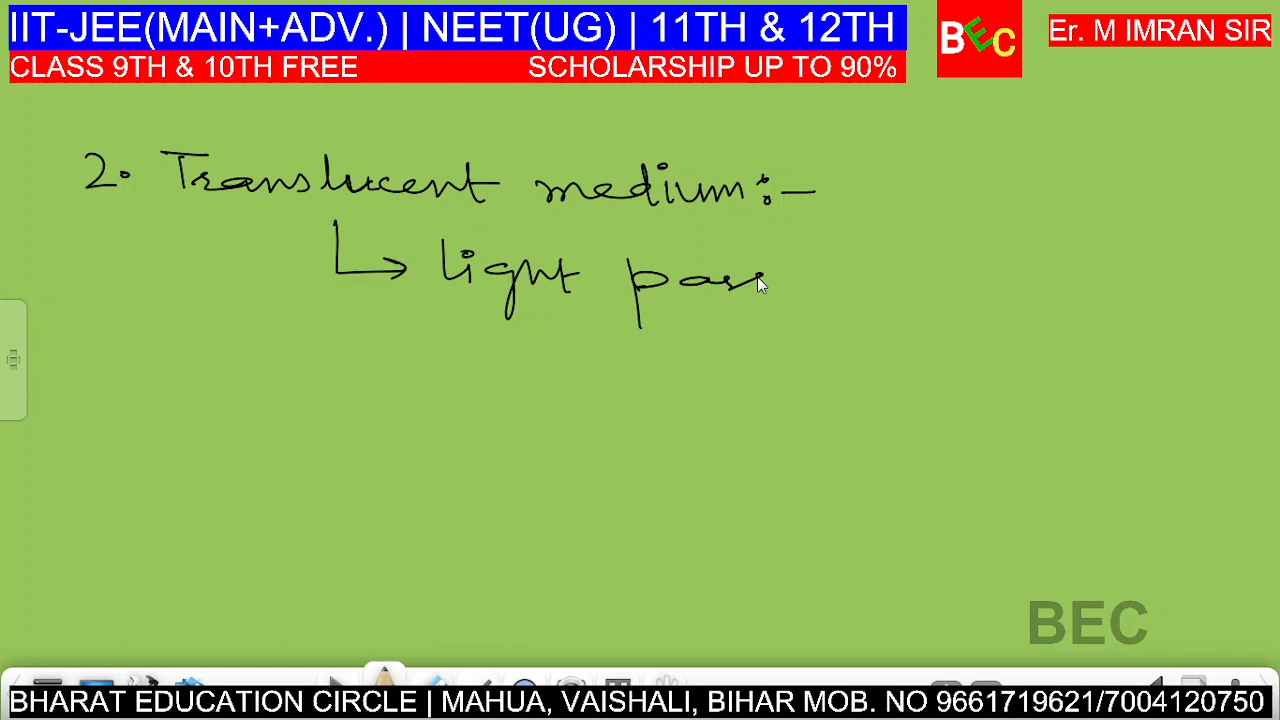 IIT-JEE(MAIN+ADV.) | NEET(UG) | 11TH & 12TH
CLASS 9TH & 10TH FREE SCHOLARSHIP UP TO 90%
BEC
Er. M IMRAN SIR
2. Translucent medium:-
↳ light pass
BEC
BHARAT EDUCATION CIRCLE | MAHUA, VAISHALI, BIHAR MOB. NO 9661719621/7004120750